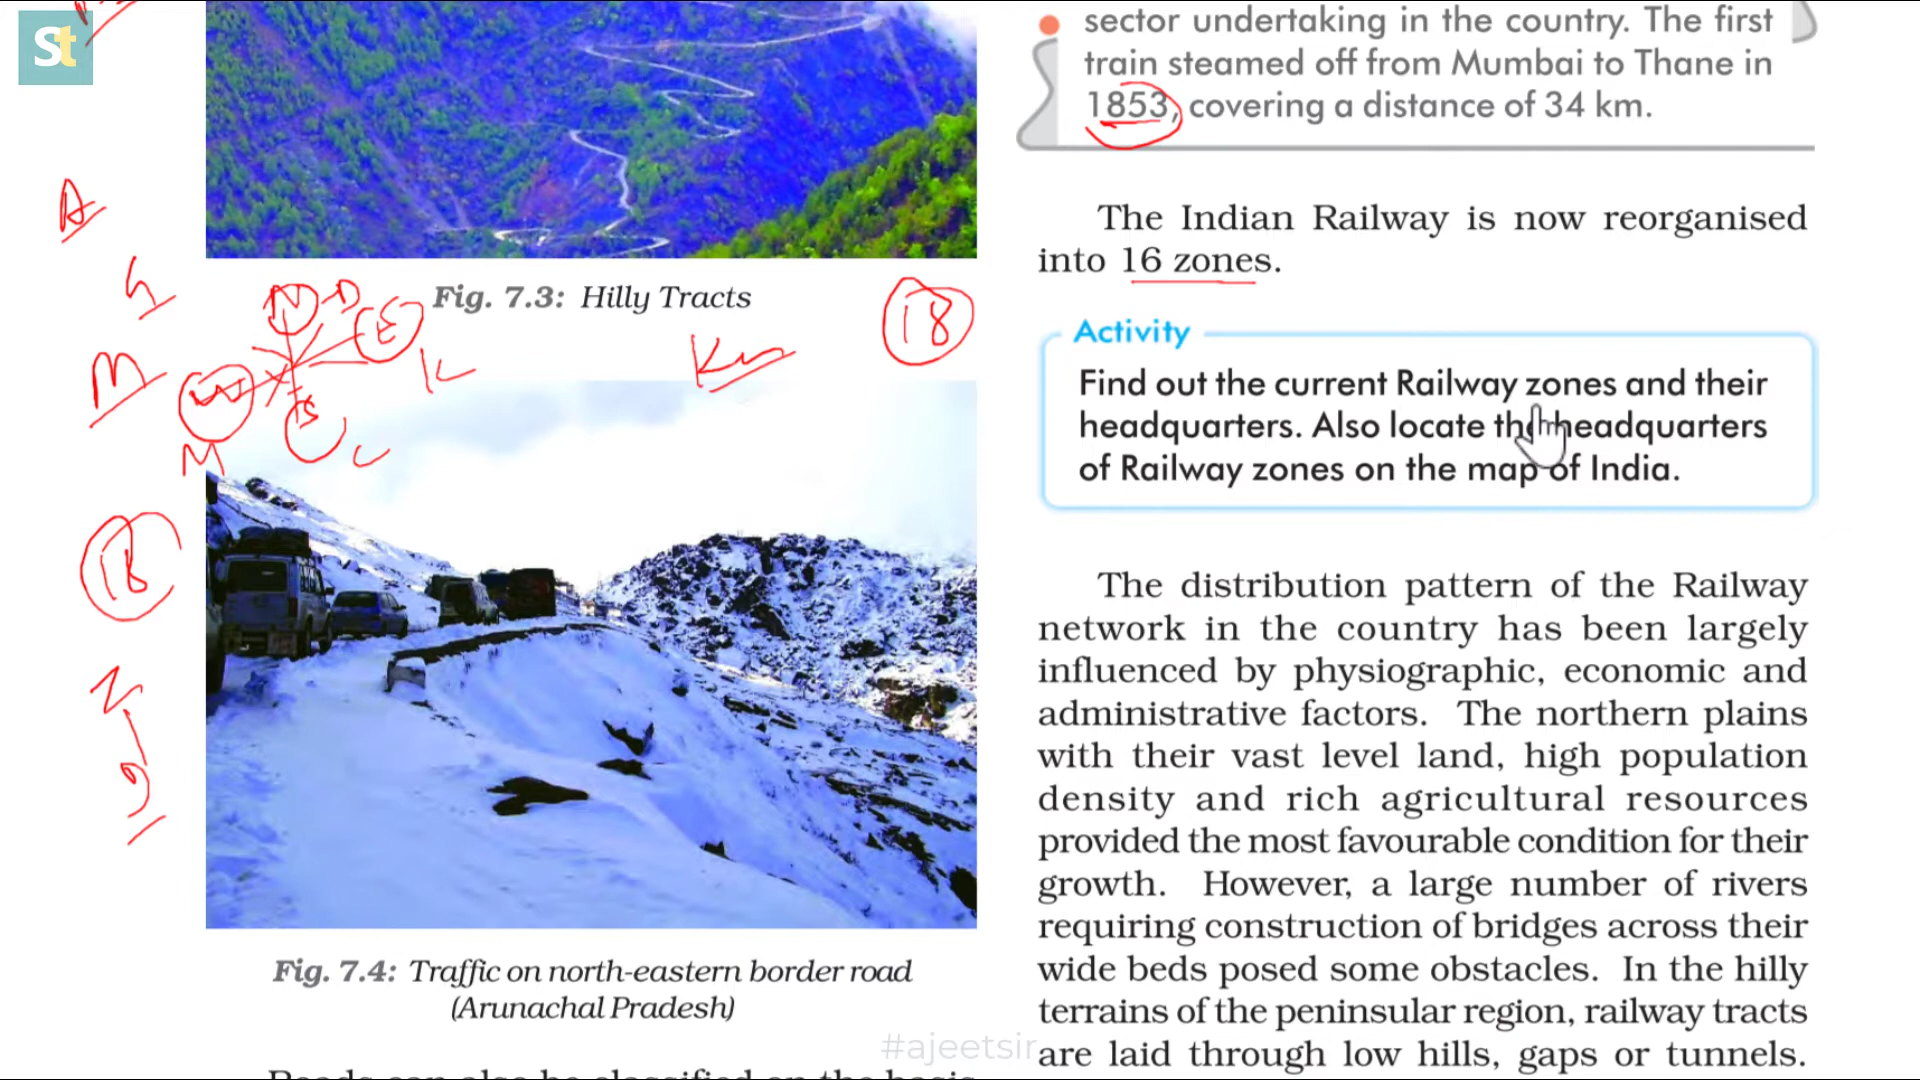 St
Fig. 7.3: Hilly Tracts
A
N
D
E
K
M
W
S
M
C
18
18
Fig. 7.4: Traffic on north-eastern border road
(Arunachal Pradesh)
#ajeetsir
sector undertaking in the country. The first
train steamed off from Mumbai to Thane in
1853, covering a distance of 34 km.
The Indian Railway is now reorganised
into 16 zones.
Activity
Find out the current Railway zones and their
headquarters. Also locate the headquarters
of Railway zones on the map of India.
The distribution pattern of the Railway
network in the country has been largely
influenced by physiographic, economic and
administrative factors. The northern plains
with their vast level land, high population
density and rich agricultural resources
provided the most favourable condition for their
growth. However, a large number of rivers
requiring construction of bridges across their
wide beds posed some obstacles. In the hilly
terrains of the peninsular region, railway tracts
are laid through low hills, gaps or tunnels.